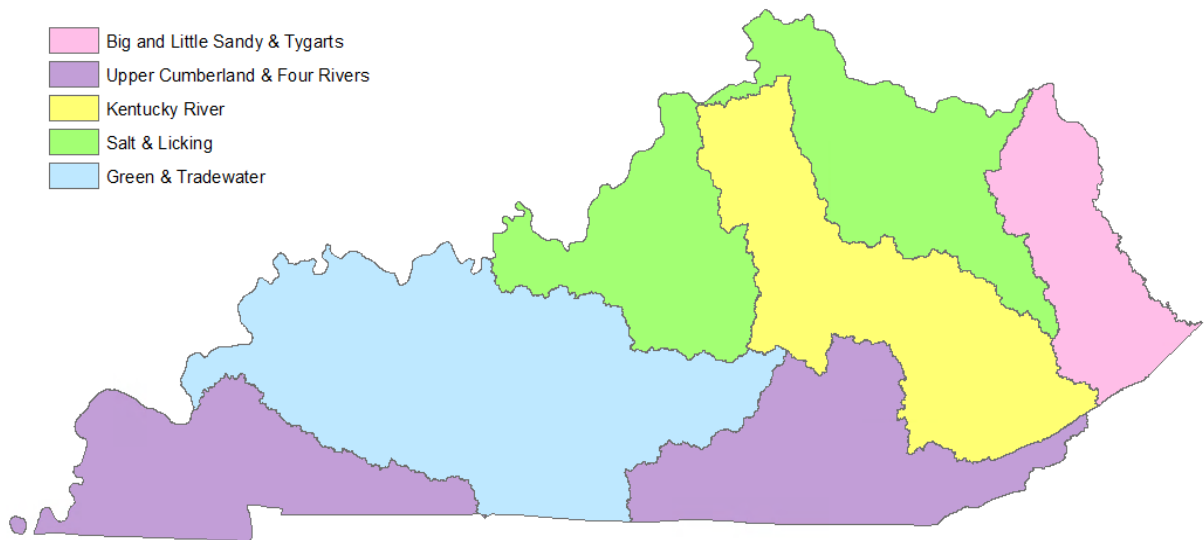 Big and Little Sandy & Tygarts
Upper Cumberland & Four Rivers
Kentucky River
Salt & Licking
Green & Tradewater